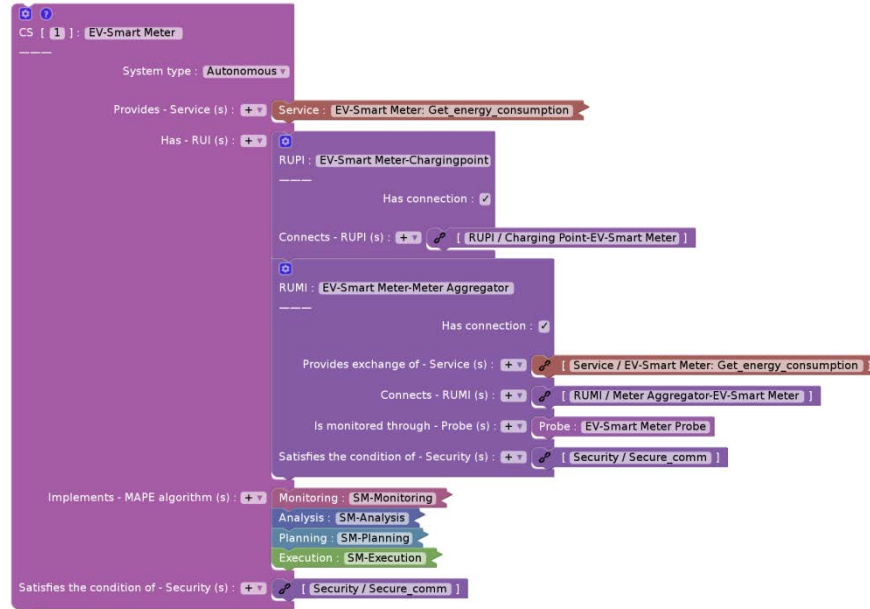 CS [ 1 ] : EV-Smart Meter
System type : Autonomous
Provides - Service (s) : + Service : EV-Smart Meter: Get_energy_consumption
Has - RUI (s) : +
RUPI : EV-Smart Meter-Chargingpoint
Has connection :
Connects - RUPI (s) : + [ RUPI / Charging Point-EV-Smart Meter ]
RUMI : EV-Smart Meter-Meter Aggregator
Has connection :
Provides exchange of - Service (s) : + [ Service / EV-Smart Meter: Get_energy_consumption ]
Connects - RUMI (s) : + [ RUMI / Meter Aggregator-EV-Smart Meter ]
Is monitored through - Probe (s) : + Probe : EV-Smart Meter Probe
Satisfies the condition of - Security (s) : + [ Security / Secure_comm ]
Implements - MAPE algorithm (s) : + Monitoring : SM-Monitoring
Analysis : SM-Analysis
Planning : SM-Planning
Execution : SM-Execution
Satisfies the condition of - Security (s) : + [ Security / Secure_comm ]